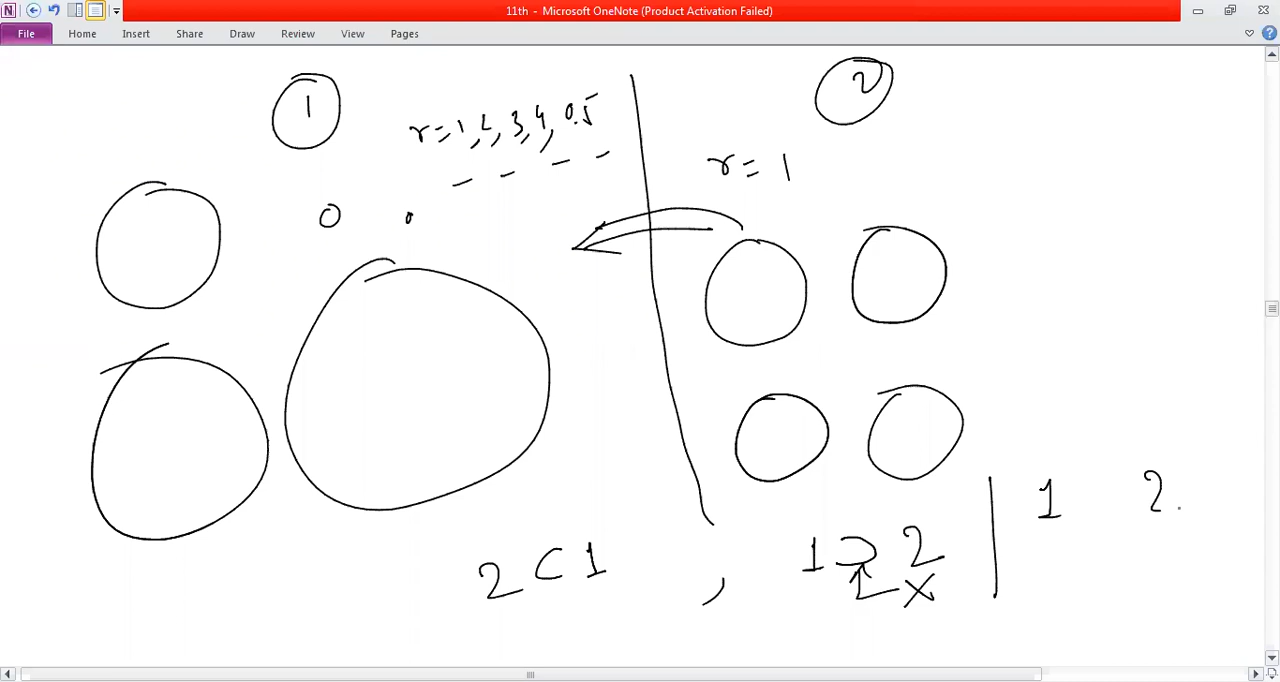 11th - Microsoft OneNote (Product Activation Failed)
File Home Insert Share Draw Review View Pages
1
2
r = 1, 2, 3, 4, 0.5
r = 1
2 ⊂ 1 , 1 ⊃ 2
1 2.